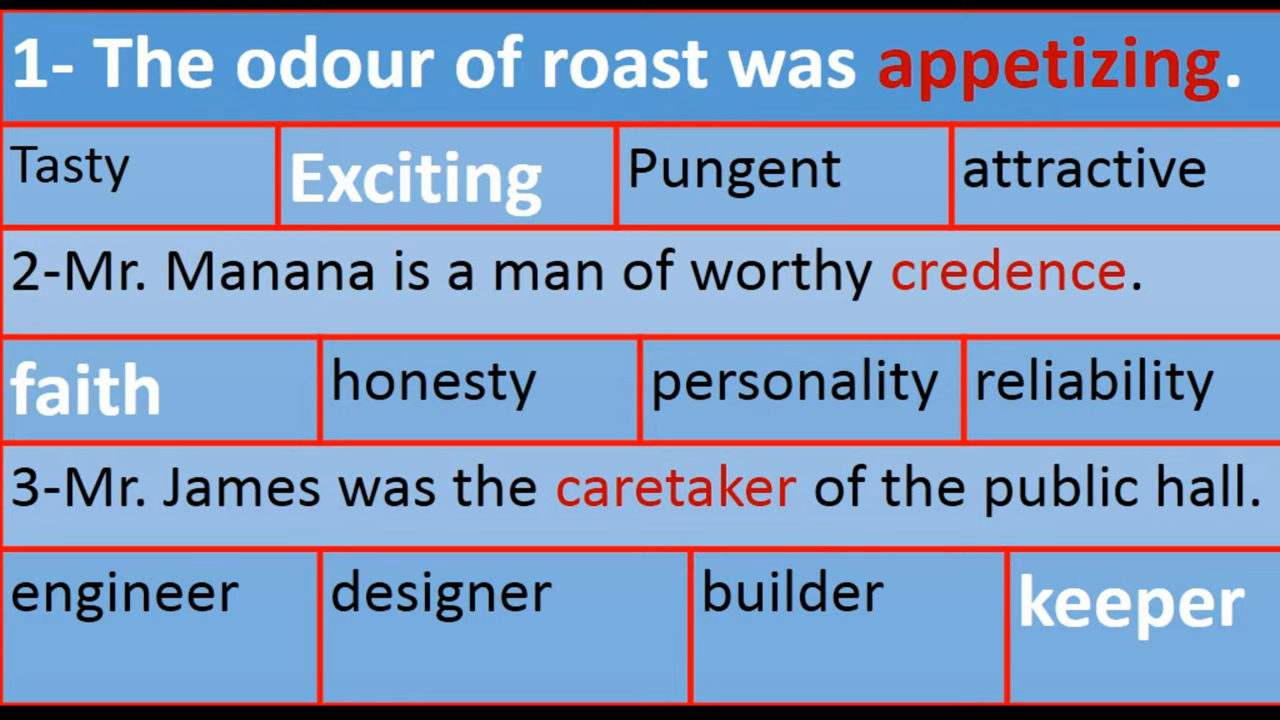 1- The odour of roast was appetizing.
Tasty Exciting Pungent attractive
2-Mr. Manana is a man of worthy credence.
faith honesty personality reliability
3-Mr. James was the caretaker of the public hall.
engineer designer builder keeper